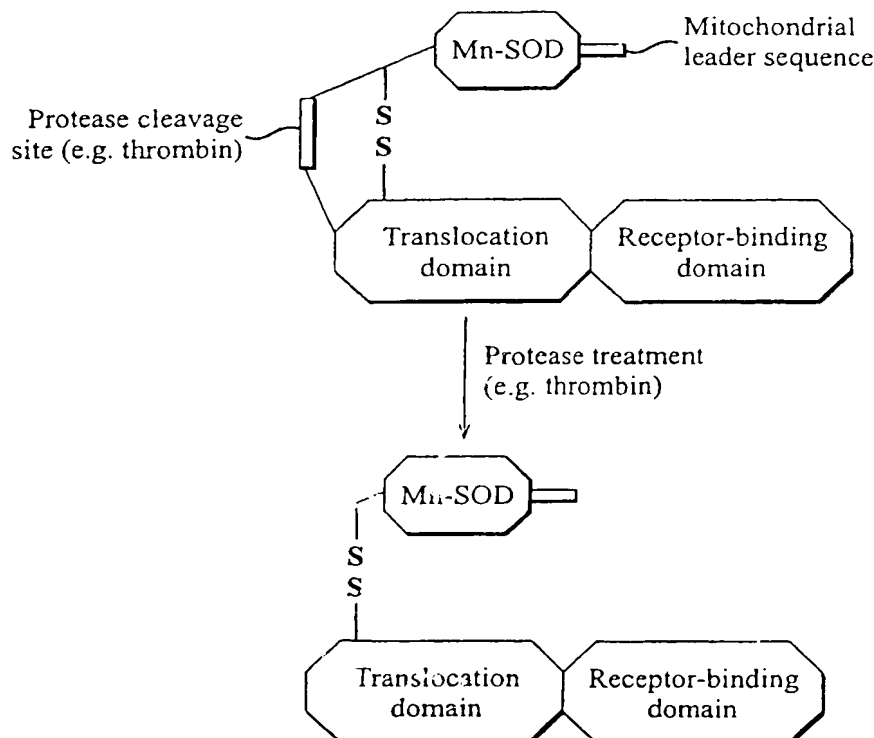 Mn-SOD
Mitochondrial
leader sequence
Protease cleavage
site (e.g. thrombin)
S
S
Translocation
domain
Receptor-binding
domain
Protease treatment
(e.g. thrombin)
Mn-SOD
S
S
Translocation
domain
Receptor-binding
domain